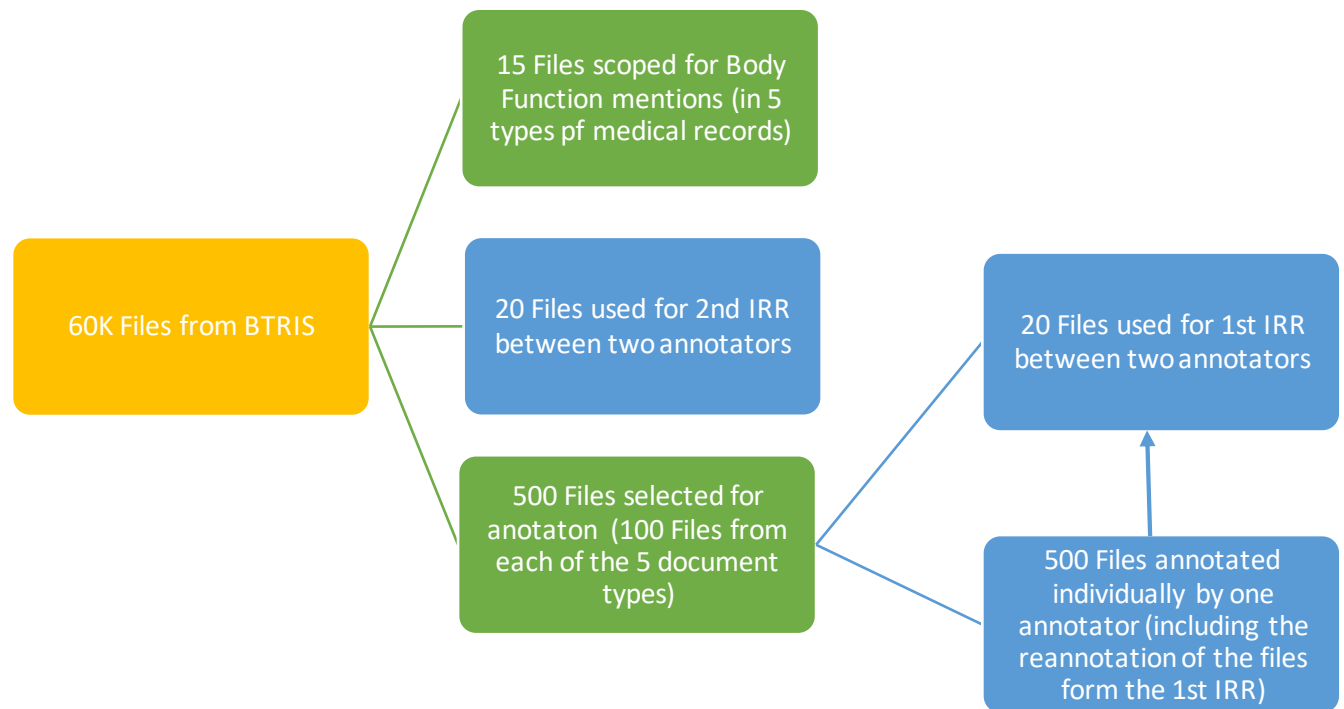 15 Files scoped for Body
Function mentions (in 5
types pf medical records)
60K Files from BTRIS
20 Files used for 2nd IRR
between two annotators
20 Files used for 1st IRR
between two annotators
500 Files selected for
anotaton (100 Files from
each of the 5 document
types)
500 Files annotated
individually by one
annotator (including the
reannotation of the files
form the 1st IRR)